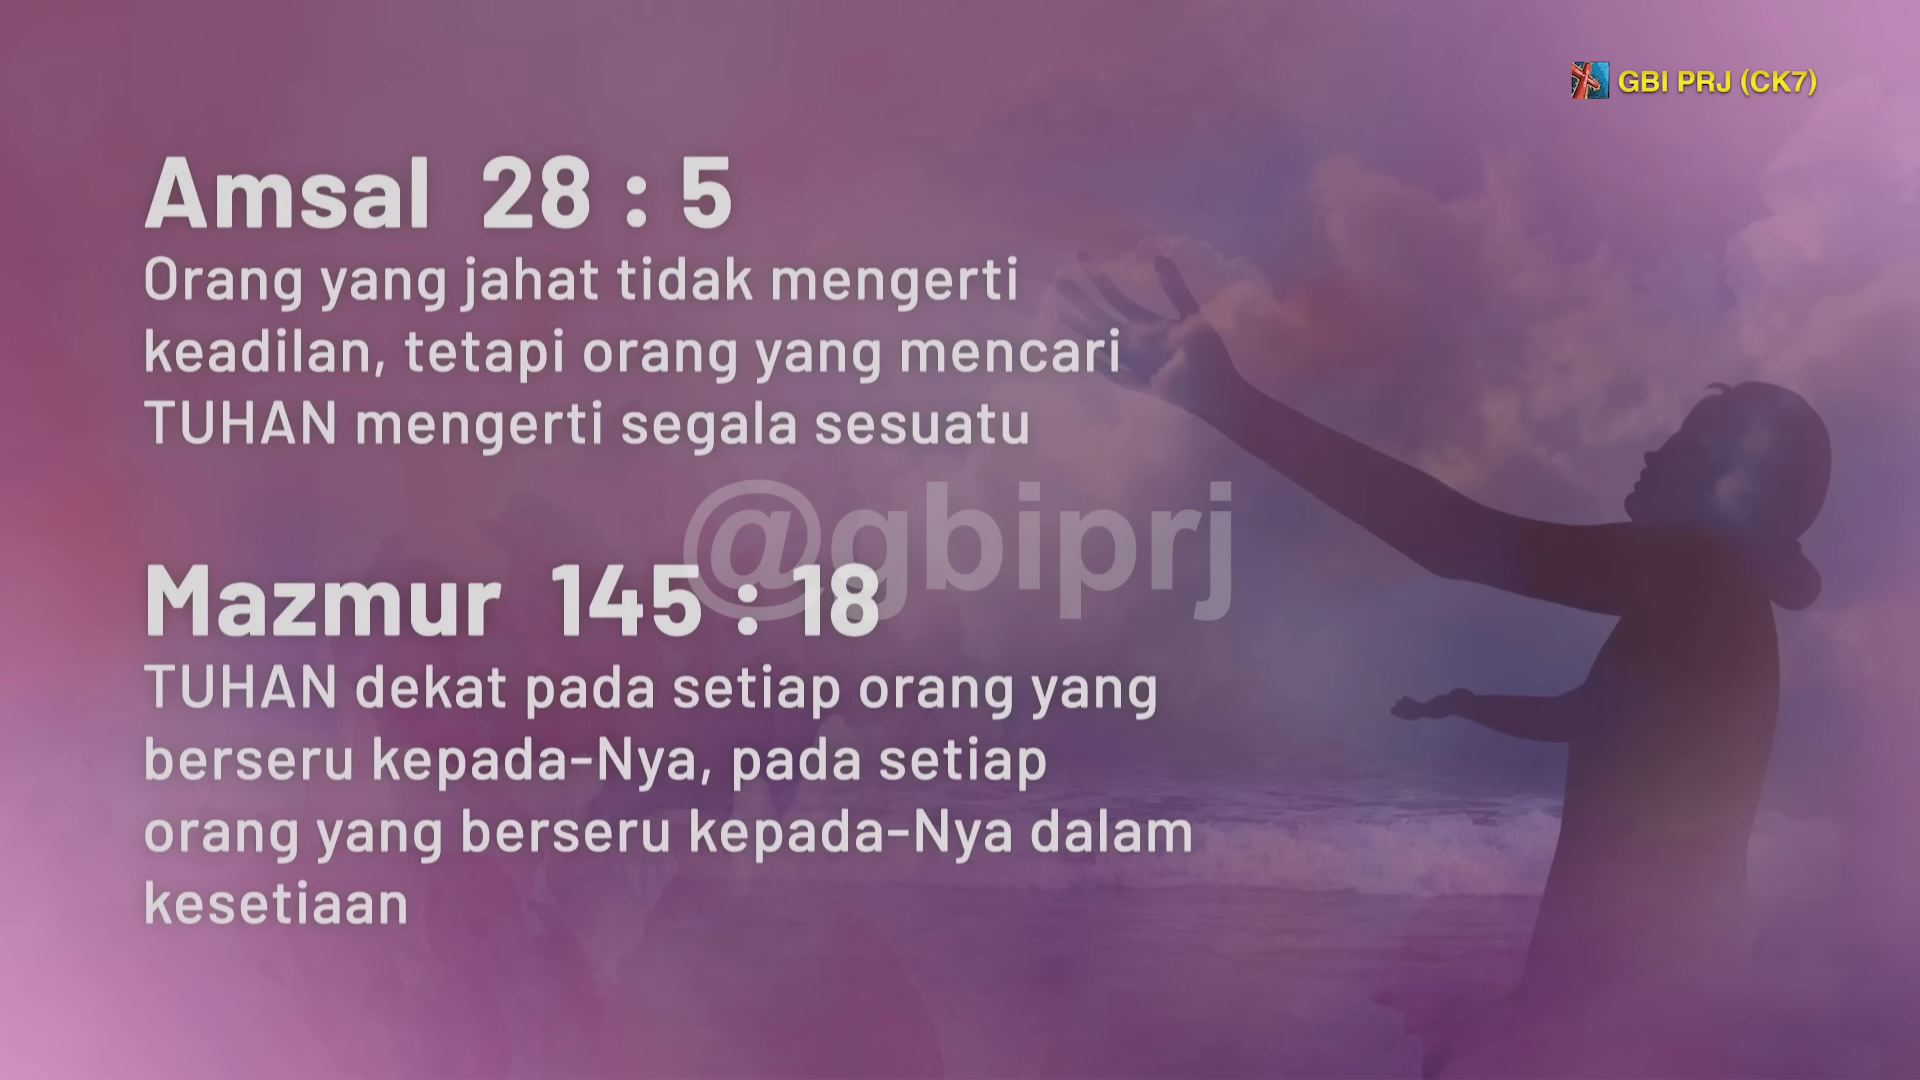 GBI PRJ (CK7)
Amsal 28 : 5
Orang yang jahat tidak mengerti
keadilan, tetapi orang yang mencari
TUHAN mengerti segala sesuatu
@gbiprj
Mazmur 145 : 18
TUHAN dekat pada setiap orang yang
berseru kepada-Nya, pada setiap
orang yang berseru kepada-Nya dalam
kesetiaan